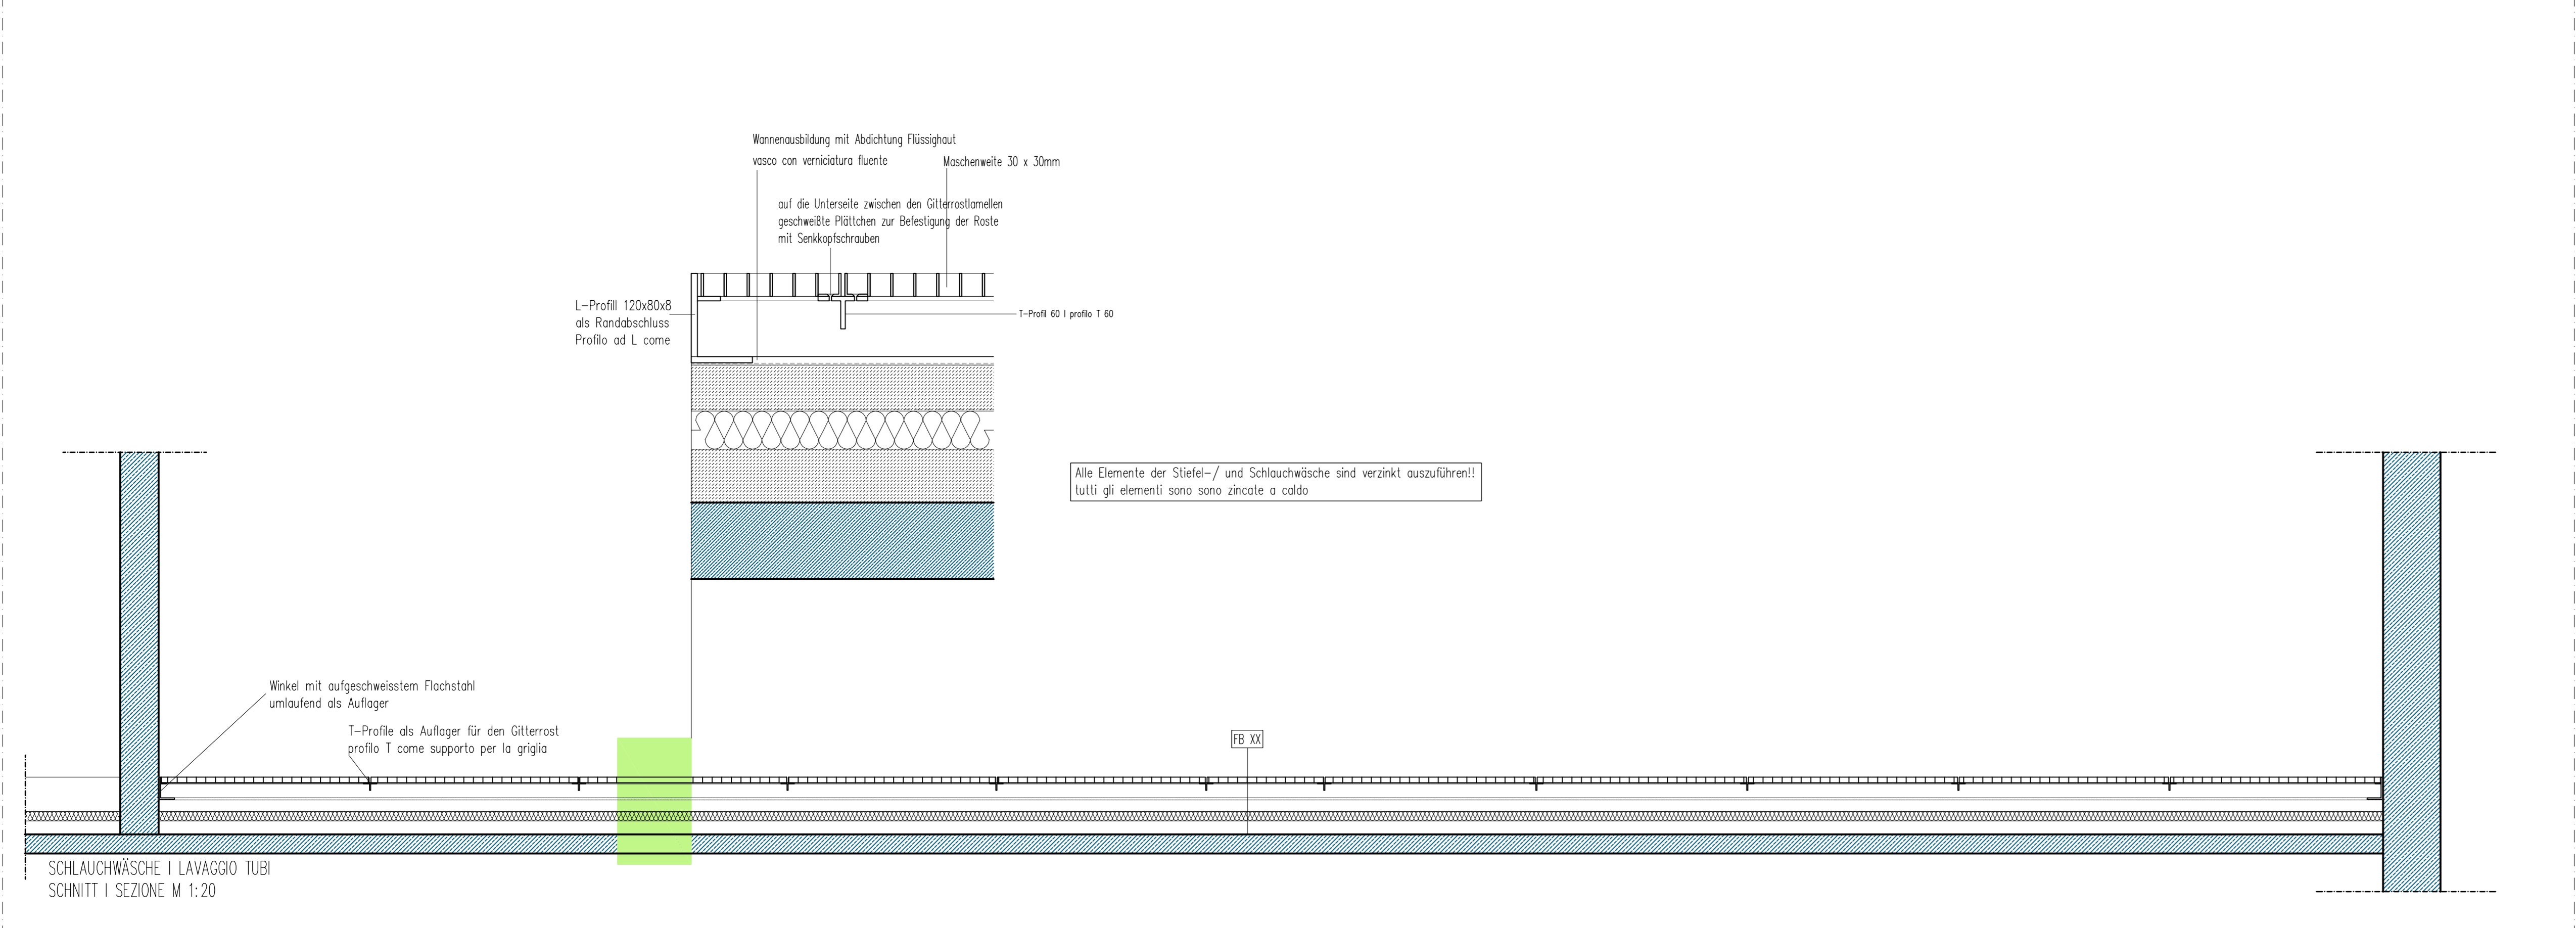 Wannenausbildung mit Abdichtung Flüssighaut
vasco con verniciatura fluente
Maschenweite 30 x 30mm
auf die Unterseite zwischen den Gitterrostlamellen
geschweißte Plättchen zur Befestigung der Roste
mit Senkkopfschrauben
L-Profill 120x80x8
als Randabschluss
Profilo ad L come
T-Profil 60 I profilo T 60
Alle Elemente der Stiefel-/ und Schlauchwäsche sind verzinkt auszuführen!!
tutti gli elementi sono sono zincate a caldo
Winkel mit aufgeschweisstem Flachstahl
umlaufend als Auflager
T-Profile als Auflager für den Gitterrost
profilo T come supporto per la griglia
FB XX
SCHLAUCHWÄSCHE I LAVAGGIO TUBI
SCHNITT I SEZIONE M 1:20